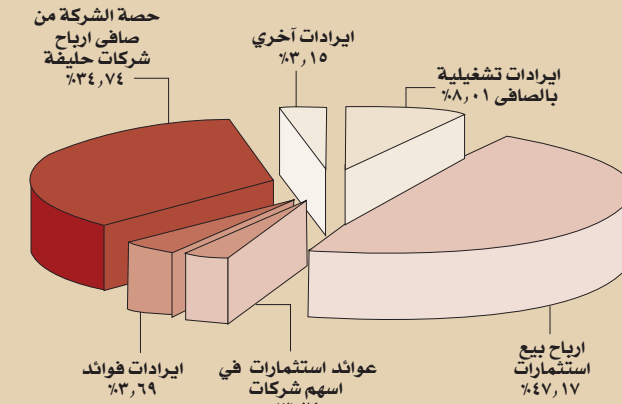 حصة الشركة من
صافى ارباح
شركات حليفة
٪٣٤,٧٤
ايرادات آخري
٪٣,١٥
ايرادات تشغيلية
بالصافى ٨,٠١٪
ارباح بيع
استثمارات
٪٤٧,١٧
عوائد استثمارات في
اسهم شركات
ايرادات فوائد
٪٣,٦٩